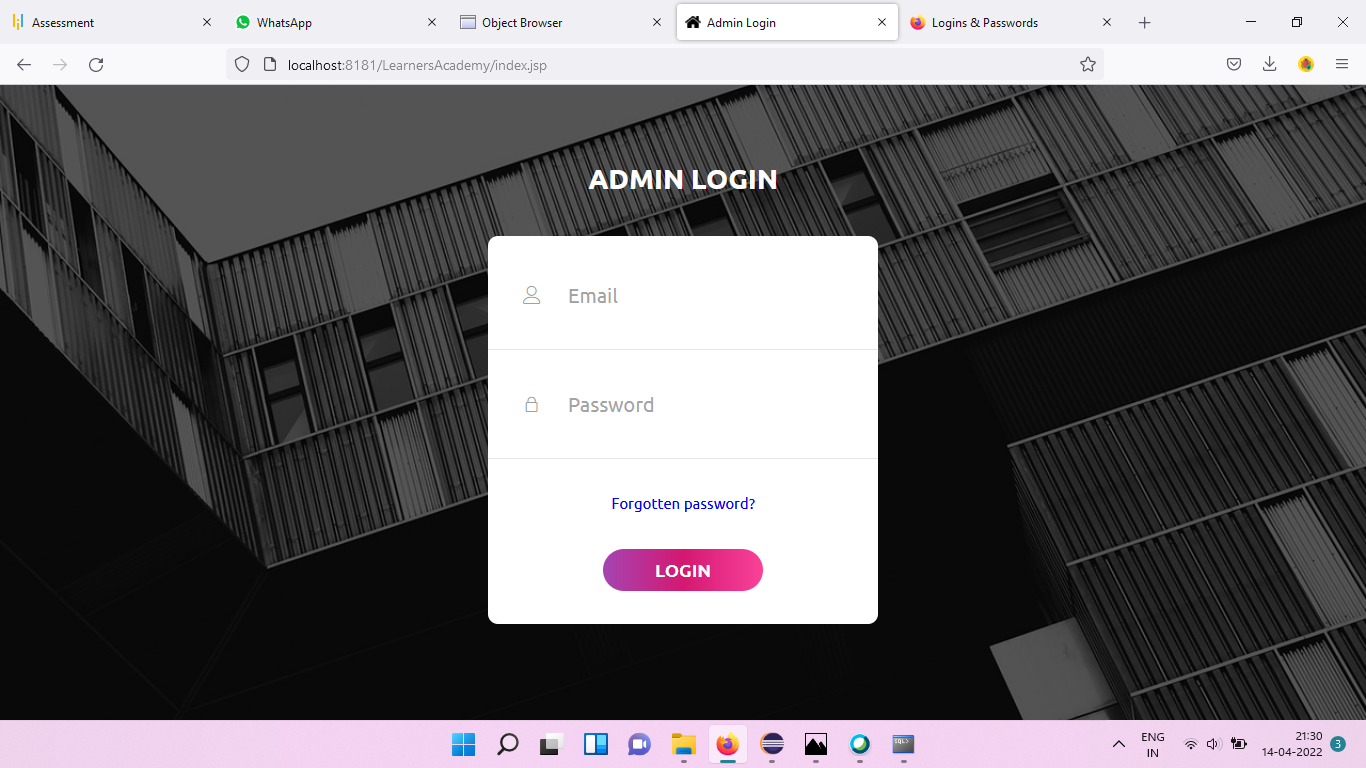 Assessment
WhatsApp
Object Browser
Admin Login
Logins & Passwords
localhost:8181/LearnersAcademy/index.jsp
ADMIN LOGIN
Email
Password
Forgotten password?
LOGIN
ENG
IN
21:30
14-04-2022
3